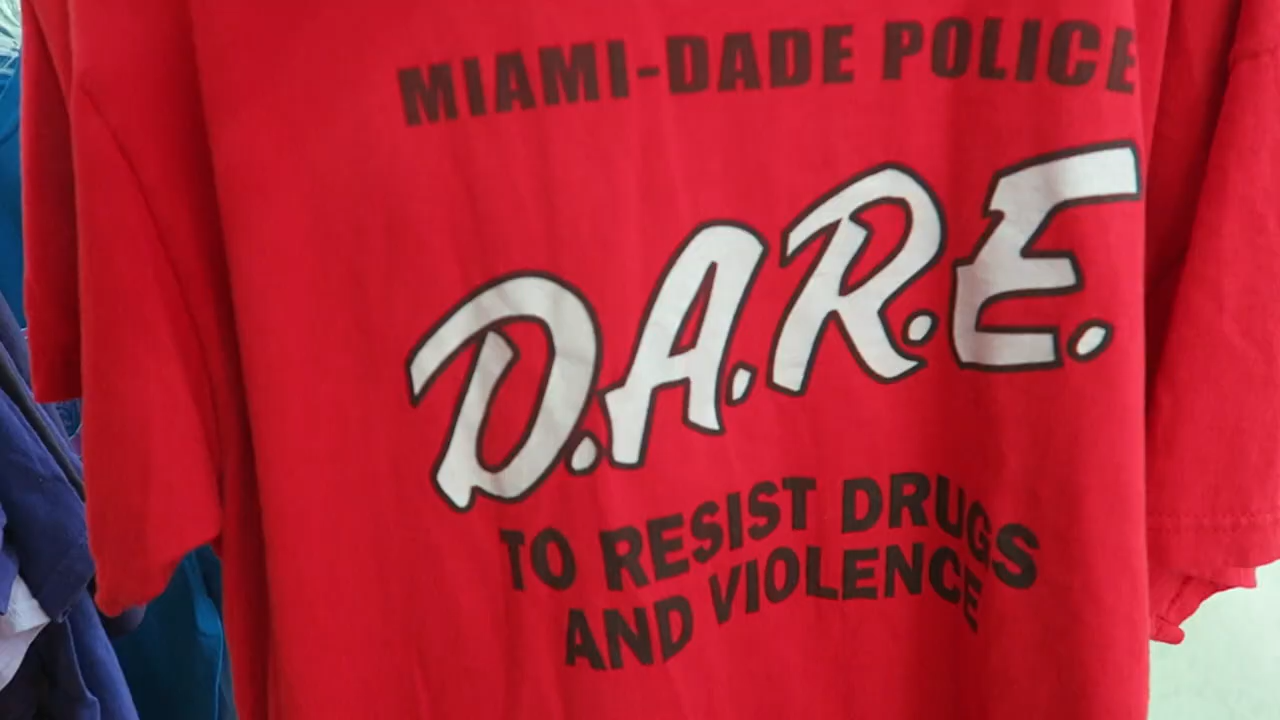 MIAMI-DADE POLICE
D.A.R.E.
TO RESIST DRUGS
AND VIOLENCE